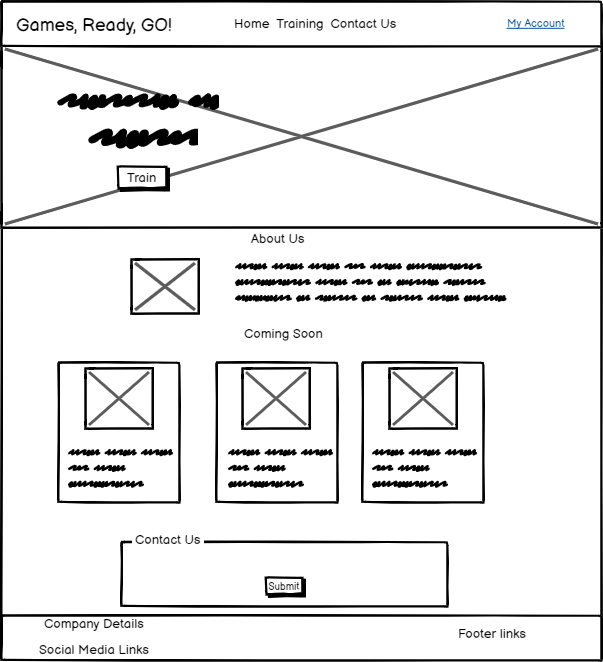 Games, Ready, GO!
Home Training Contact Us
My Account
Train
About Us
Coming Soon
Contact Us
Submit
Company Details
Social Media Links
Footer links